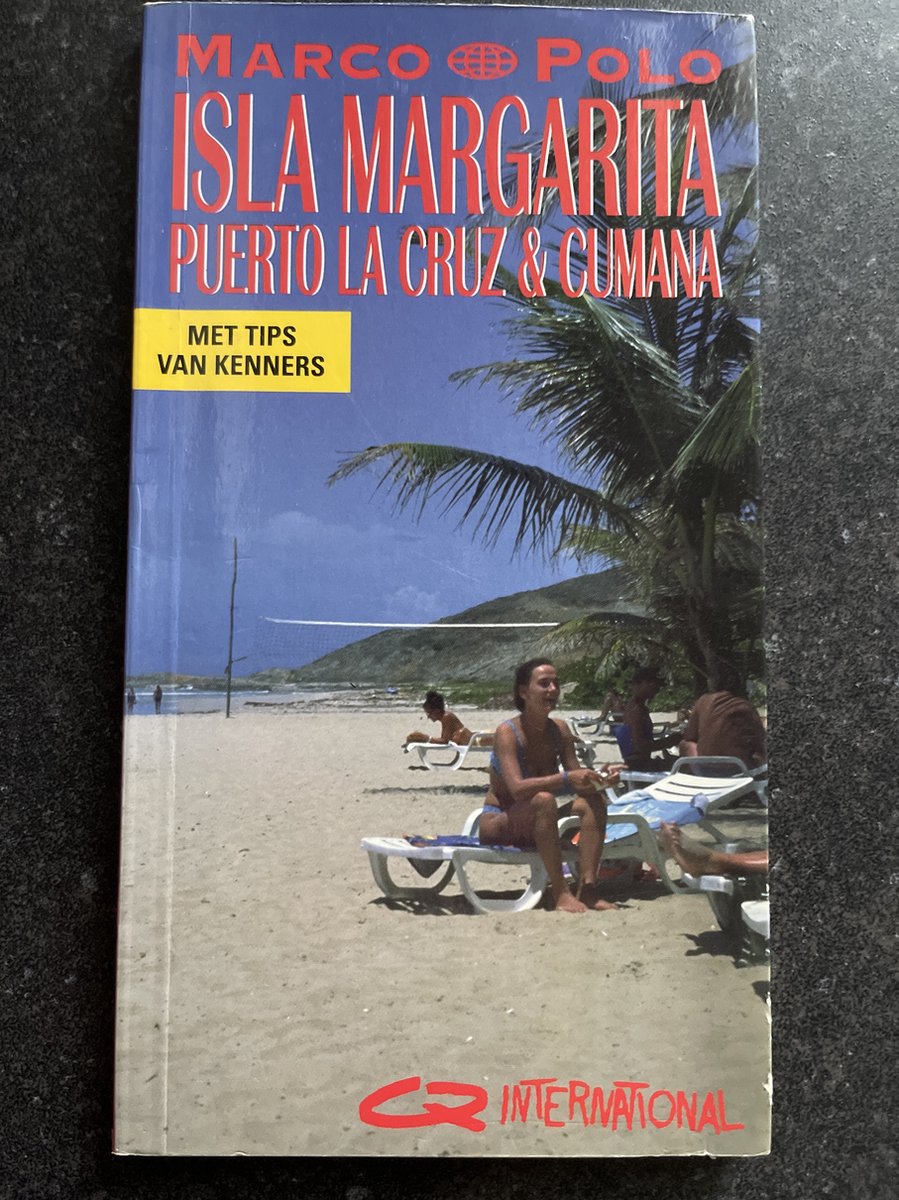 MARCO POLO
ISLA MARGARITA
PUERTO LA CRUZ & CUMANA
MET TIPS
VAN KENNERS
CR INTERNATIONAL